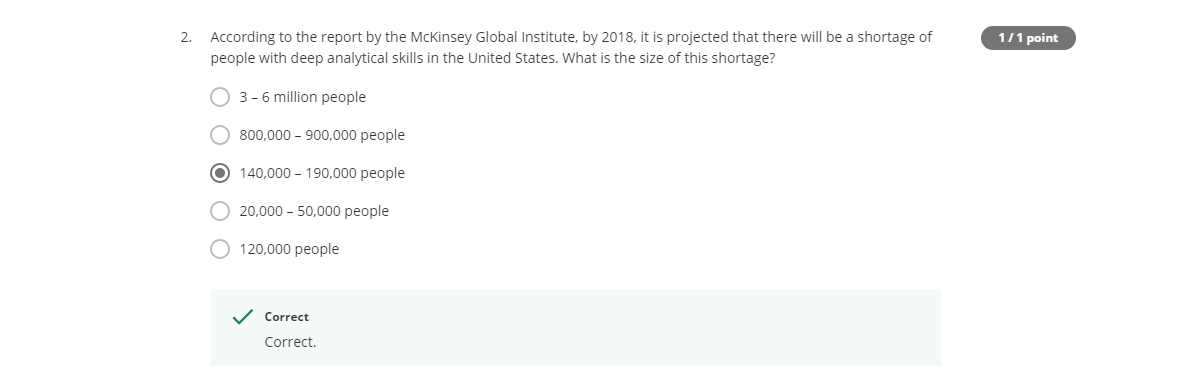 2. According to the report by the McKinsey Global Institute, by 2018, it is projected that there will be a shortage of
1 / 1 point
people with deep analytical skills in the United States. What is the size of this shortage?
3 – 6 million people
800,000 – 900,000 people
140,000 – 190,000 people
20,000 – 50,000 people
120,000 people
Correct
Correct.